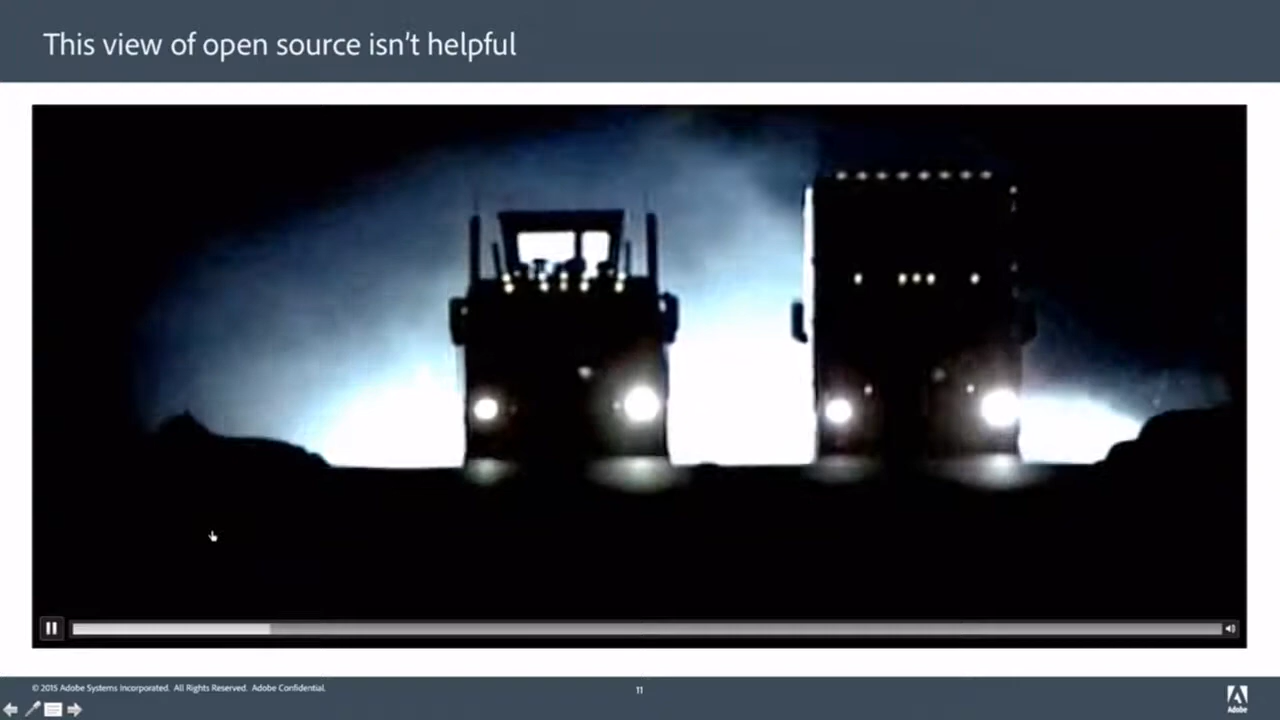 This view of open source isn't helpful
© 2015 Adobe Systems Incorporated. All Rights Reserved. Adobe Confidential.
11
Adobe